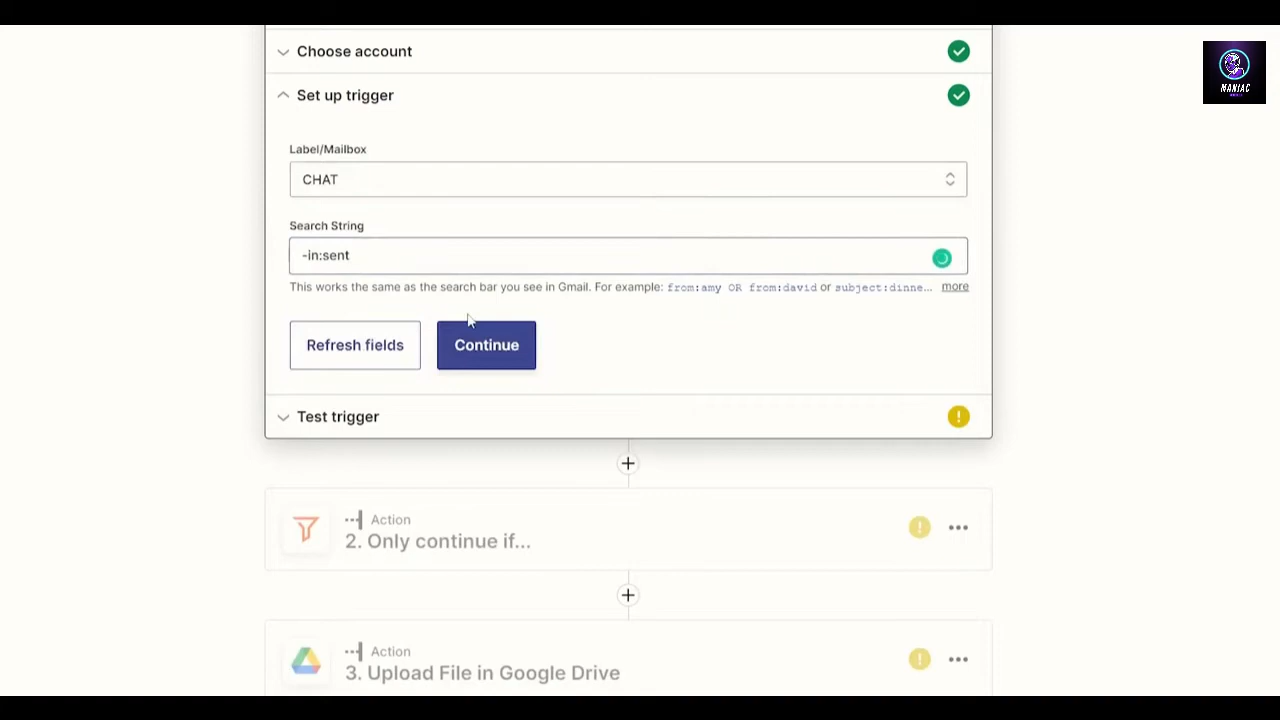 Choose account
MANIAC
Set up trigger
Label/Mailbox
CHAT
Search String
-in:sent
This works the same as the search bar you see in Gmail. For example: from:amy OR from:david or subject:dinne... more
Refresh fields
Continue
Test trigger
Action
2. Only continue if...
Action
3. Upload File in Google Drive